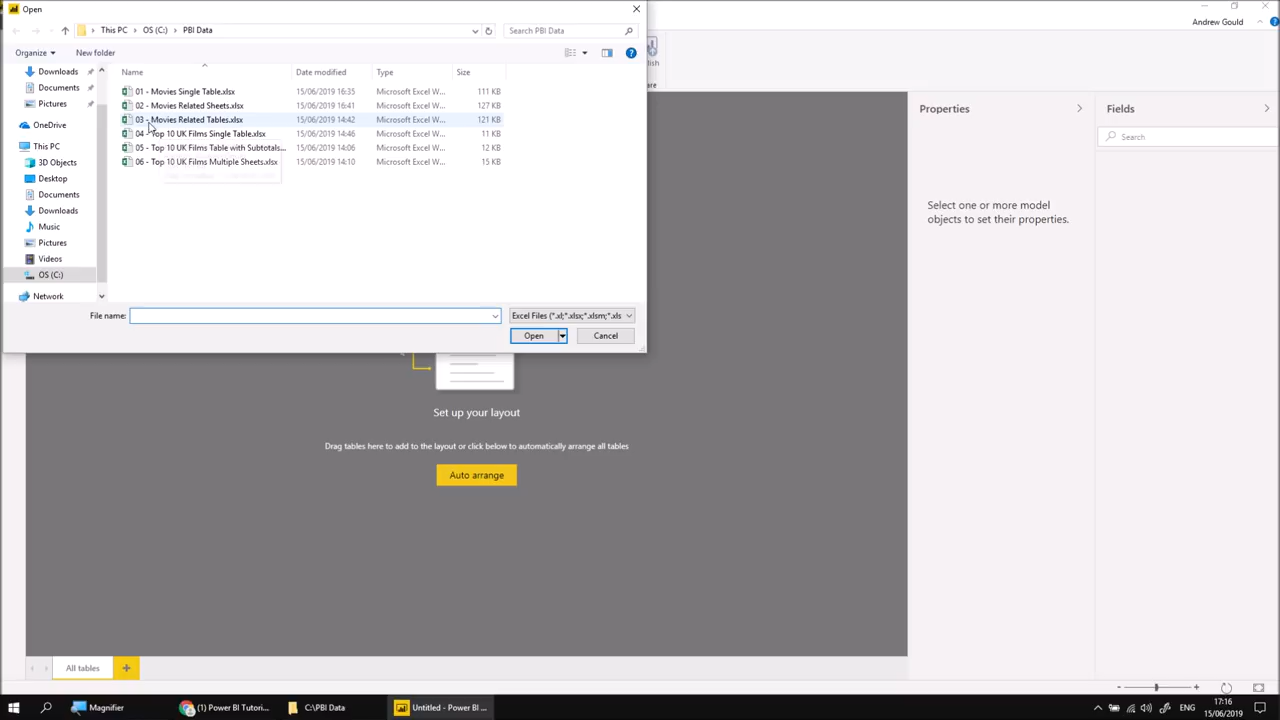 Open
Andrew Gould
This PC > OS (C:) > PBI Data
Search PBI Data
Organize
New folder
Name
Date modified
Type
Size
Downloads
Documents
Pictures
OneDrive
This PC
3D Objects
Desktop
Documents
Downloads
Music
Pictures
Videos
OS (C:)
Network
01 - Movies Single Table.xlsx 15/06/2019 16:35 Microsoft Excel W... 111 KB
02 - Movies Related Sheets.xlsx 15/06/2019 16:41 Microsoft Excel W... 127 KB
03 - Movies Related Tables.xlsx 15/06/2019 14:42 Microsoft Excel W... 121 KB
04 - Top 10 UK Films Single Table.xlsx 15/06/2019 14:46 Microsoft Excel W... 11 KB
05 - Top 10 UK Films Table with Subtotals... 15/06/2019 14:06 Microsoft Excel W... 12 KB
06 - Top 10 UK Films Multiple Sheets.xlsx 15/06/2019 14:10 Microsoft Excel W... 15 KB
File name:
Excel Files (*.xl;*.xlsx;*.xlsm;*.xls
Open
Cancel
Properties
Select one or more model
objects to set their properties.
Fields
Search
Set up your layout
Drag tables here to add to the layout or click below to automatically arrange all tables
Auto arrange
All tables
Magnifier
(1) Power BI Tutori...
C:\PBI Data
Untitled - Power BI ...
ENG
17:16
15/06/2019